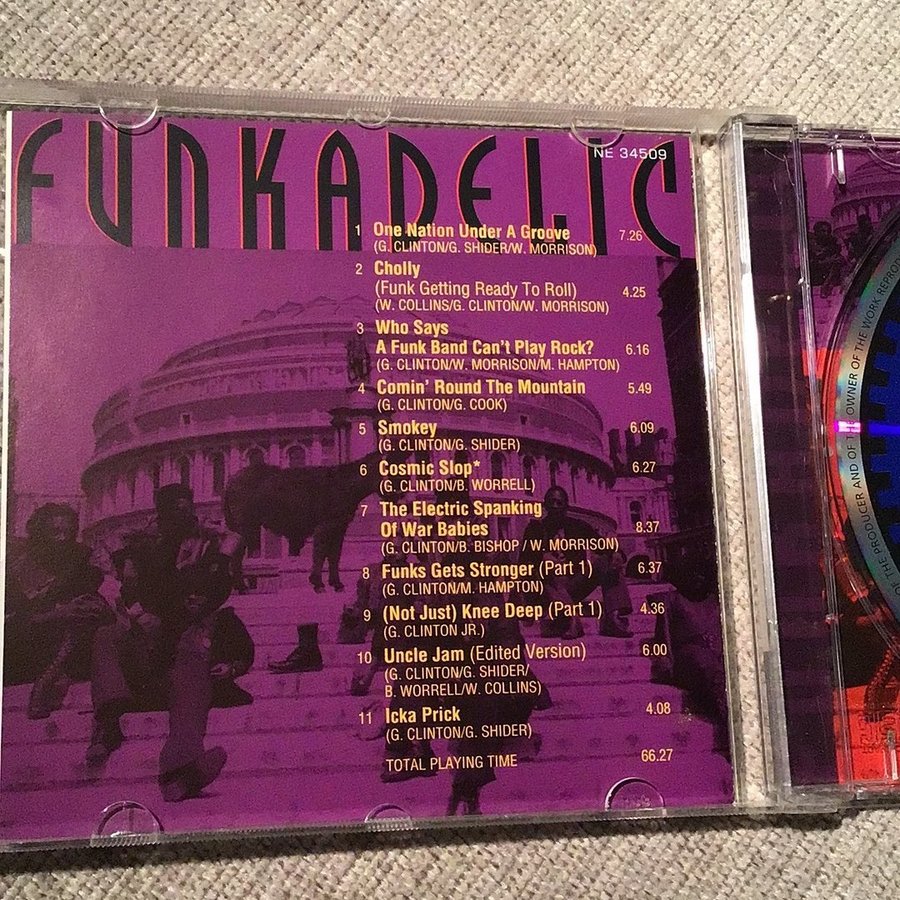 FUNKADELIC
NE 34509
1 One Nation Under A Groove 7.26
(G. CLINTON/G. SHIDER/W. MORRISON)
2 Cholly
(Funk Getting Ready To Roll) 4.25
(W. COLLINS/G. CLINTON/W. MORRISON)
3 Who Says
A Funk Band Can't Play Rock? 6.16
(G. CLINTON/W. MORRISON/M. HAMPTON)
4 Comin' Round The Mountain 5.49
(G. CLINTON/G. COOK)
5 Smokey 6.09
(G. CLINTON/G. SHIDER)
6 Cosmic Slop* 6.27
(G. CLINTON/B. WORRELL)
7 The Electric Spanking
Of War Babies 8.37
(G. CLINTON/B. BISHOP / W. MORRISON)
8 Funks Gets Stronger (Part 1) 6.37
(G. CLINTON/M. HAMPTON)
9 (Not Just) Knee Deep (Part 1) 4.36
(G. CLINTON JR.)
10 Uncle Jam (Edited Version) 6.00
(G. CLINTON/G. SHIDER/
B. WORRELL/W. COLLINS)
11 Icka Prick 4.08
(G. CLINTON/G. SHIDER)
TOTAL PLAYING TIME 66.27
OF THE PRODUCER AND OF THE OWNER OF THE WORK